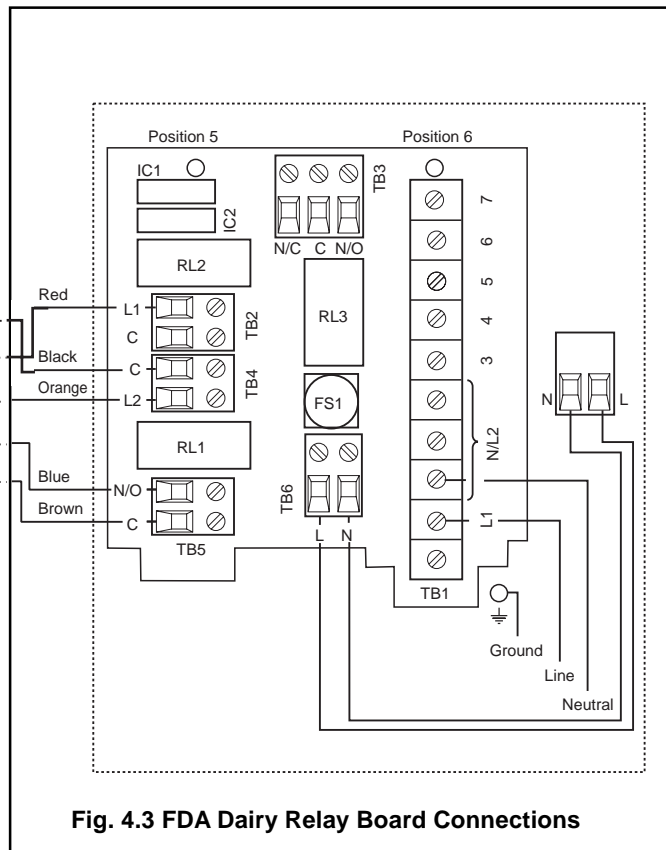 Position 5
Position 6
IC1
IC2
TB3
N/C C N/O
7
6
5
4
3
N/L2
L1
RL2
RL3
Red
L1
C
TB2
Black
C
Orange
L2
TB4
FS1
RL1
N L
Blue
N/O
Brown
C
TB5
TB6
L N
TB1
Ground
Line
Neutral
Fig. 4.3 FDA Dairy Relay Board Connections